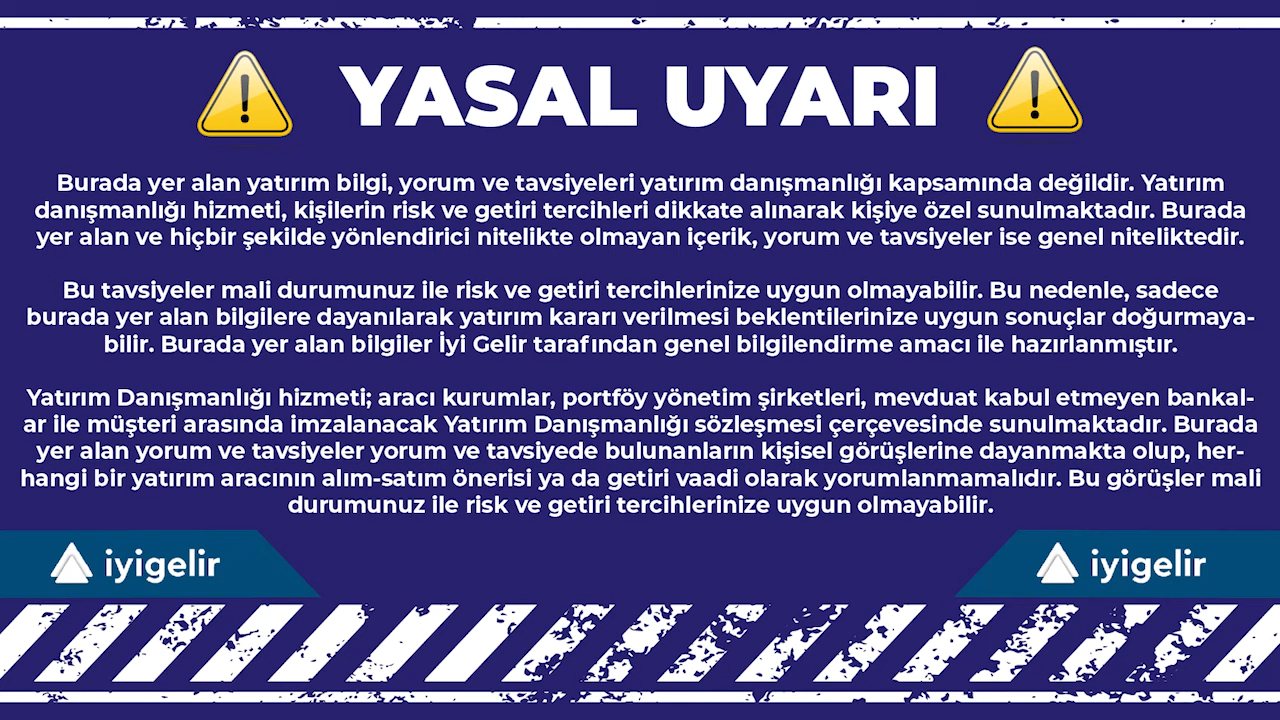 YASAL UYARI
Burada yer alan yatırım bilgi, yorum ve tavsiyeleri yatırım danışmanlığı kapsamında değildir. Yatırım
danışmanlığı hizmeti, kişilerin risk ve getiri tercihleri dikkate alınarak kişiye özel sunulmaktadır. Burada
yer alan ve hiçbir şekilde yönlendirici nitelikte olmayan içerik, yorum ve tavsiyeler ise genel niteliktedir.
Bu tavsiyeler mali durumunuz ile risk ve getiri tercihlerinize uygun olmayabilir. Bu nedenle, sadece
burada yer alan bilgilere dayanılarak yatırım kararı verilmesi beklentilerinize uygun sonuçlar doğurmaya-
bilir. Burada yer alan bilgiler İyi Gelir tarafından genel bilgilendirme amacı ile hazırlanmıştır.
Yatırım Danışmanlığı hizmeti; aracı kurumlar, portföy yönetim şirketleri, mevduat kabul etmeyen bankal-
ar ile müşteri arasında imzalanacak Yatırım Danışmanlığı sözleşmesi çerçevesinde sunulmaktadır. Burada
yer alan yorum ve tavsiyeler yorum ve tavsiyede bulunanların kişisel görüşlerine dayanmakta olup, her-
hangi bir yatırım aracının alım-satım önerisi ya da getiri vaadi olarak yorumlanmamalıdır. Bu görüşler mali
durumunuz ile risk ve getiri tercihlerinize uygun olmayabilir.
iyigelir
iyigelir